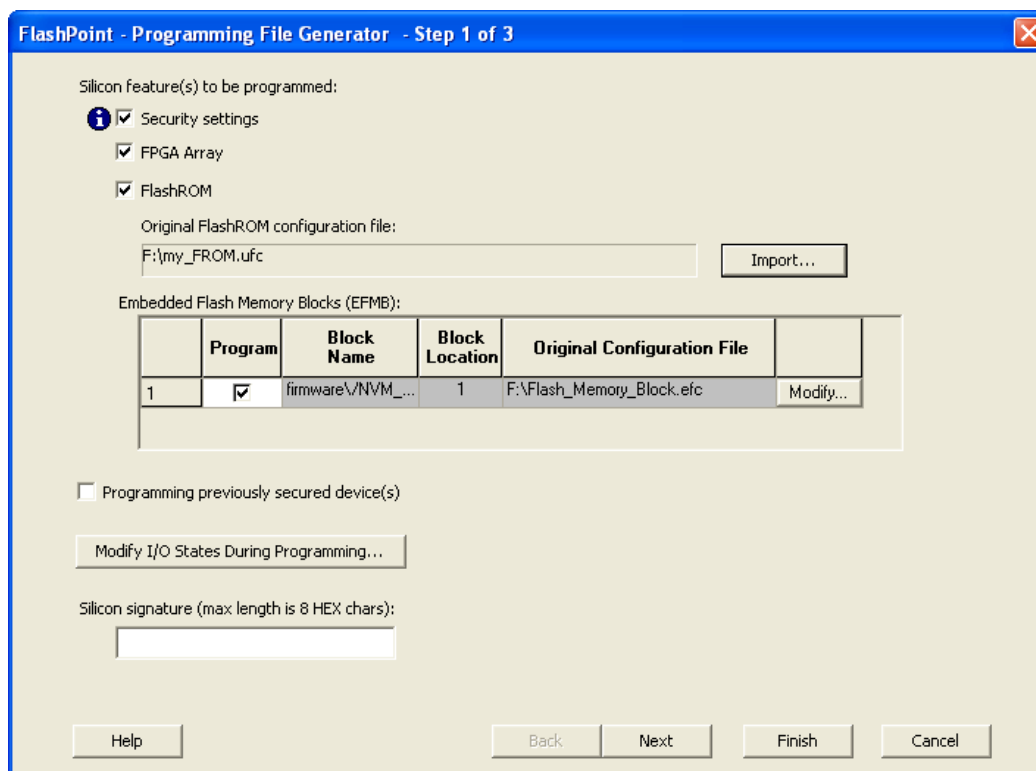 FlashPoint - Programming File Generator - Step 1 of 3
Silicon feature(s) to be programmed:
Security settings
FPGA Array
FlashROM
Original FlashROM configuration file:
F:\my_FROM.ufc
Import...
Embedded Flash Memory Blocks (EFMB):
Program Block Name Block Location Original Configuration File
1 firmware\/NVM_... 1 F:\Flash_Memory_Block.efc Modify...
Programming previously secured device(s)
Modify I/O States During Programming...
Silicon signature (max length is 8 HEX chars):
Help Back Next Finish Cancel